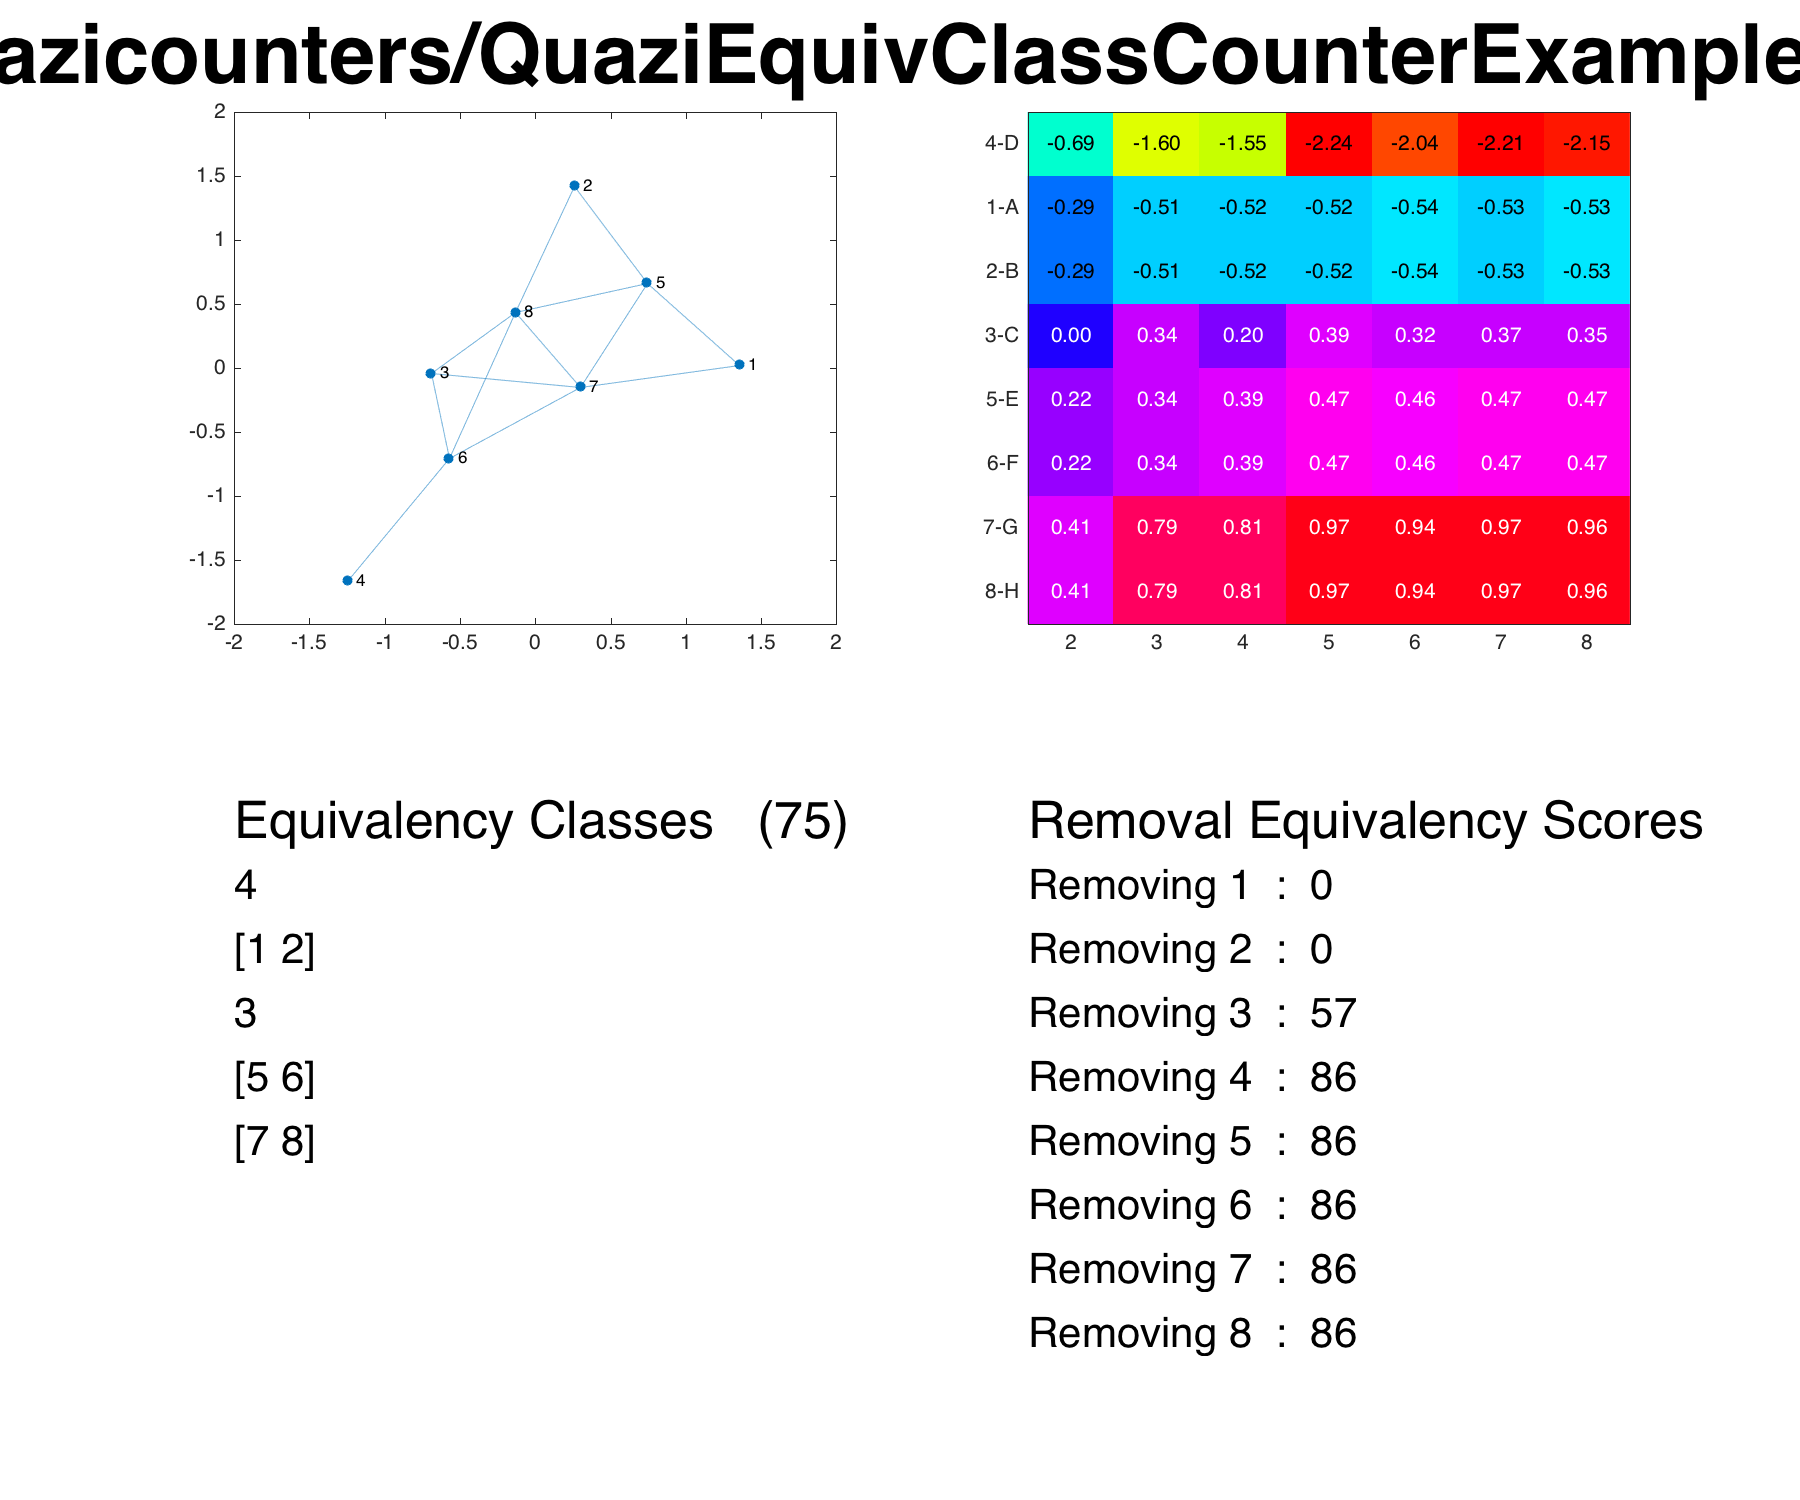 azicounters/QuaziEquivClassCounterExample
2
1.5
1
0.5
0
-0.5
-1
-1.5
-2
-2 -1.5 -1 -0.5 0 0.5 1 1.5 2
2
5
8
1
3
7
6
4
4-D -0.69 -1.60 -1.55 -2.24 -2.04 -2.21 -2.15
1-A -0.29 -0.51 -0.52 -0.52 -0.54 -0.53 -0.53
2-B -0.29 -0.51 -0.52 -0.52 -0.54 -0.53 -0.53
3-C 0.00 0.34 0.20 0.39 0.32 0.37 0.35
5-E 0.22 0.34 0.39 0.47 0.46 0.47 0.47
6-F 0.22 0.34 0.39 0.47 0.46 0.47 0.47
7-G 0.41 0.79 0.81 0.97 0.94 0.97 0.96
8-H 0.41 0.79 0.81 0.97 0.94 0.97 0.96
2 3 4 5 6 7 8
Equivalency Classes (75)
4
[1 2]
3
[5 6]
[7 8]
Removal Equivalency Scores
Removing 1 : 0
Removing 2 : 0
Removing 3 : 57
Removing 4 : 86
Removing 5 : 86
Removing 6 : 86
Removing 7 : 86
Removing 8 : 86